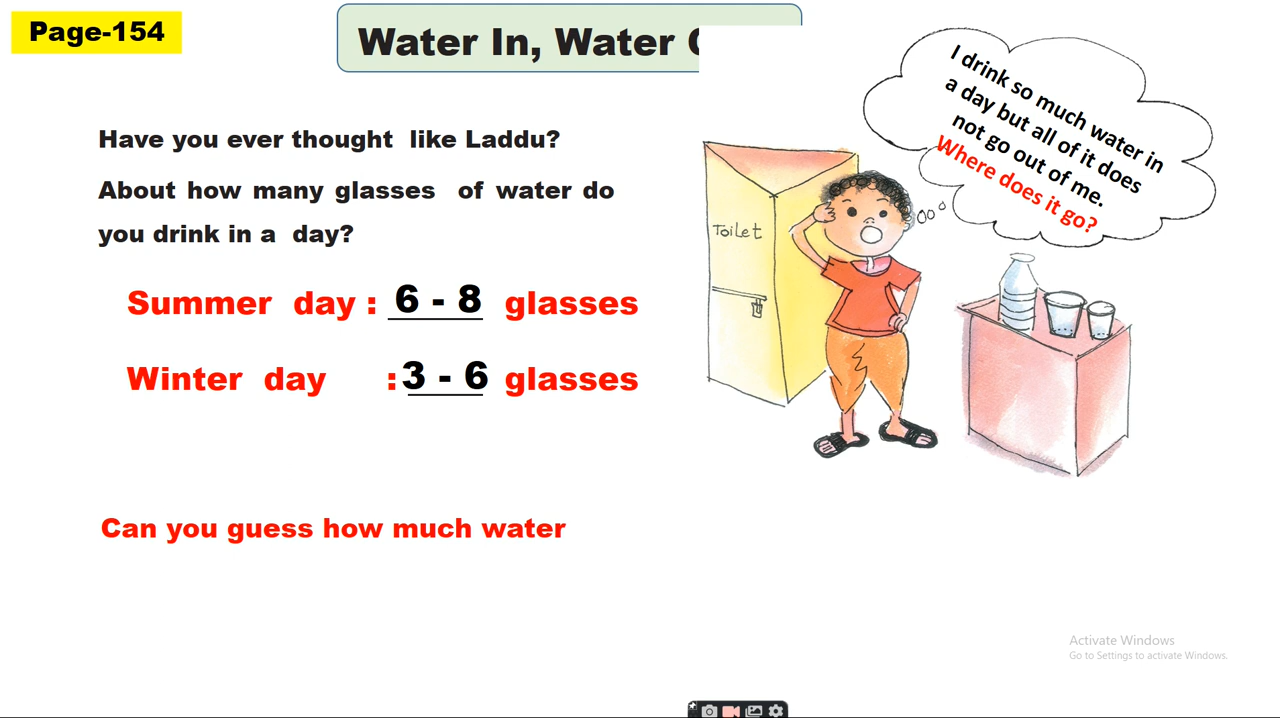 Page-154
Water In, Water
Have you ever thought like Laddu?
About how many glasses of water do
you drink in a day?
Summer day : 6 - 8 glasses
Winter day : 3 - 6 glasses
Can you guess how much water
I drink so much water in
a day but all of it does
not go out of me.
Where does it go?
Toilet
Activate Windows
Go to Settings to activate Windows.